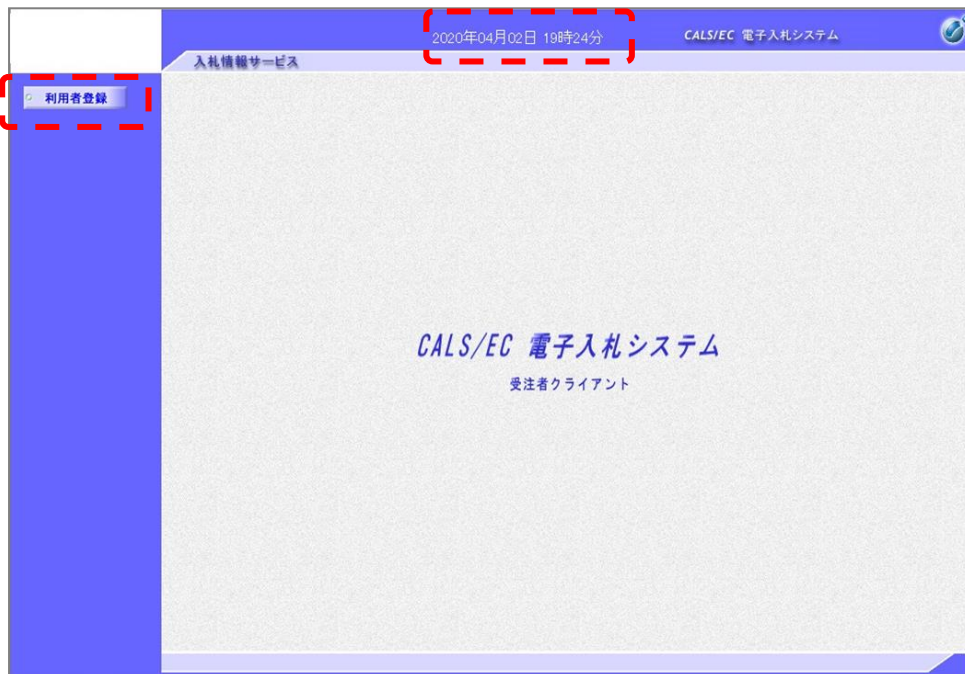 2020年04月02日 19時24分
CALS/EC 電子入札システム
入札情報サービス
利用者登録
CALS/EC 電子入札システム
受注者クライアント